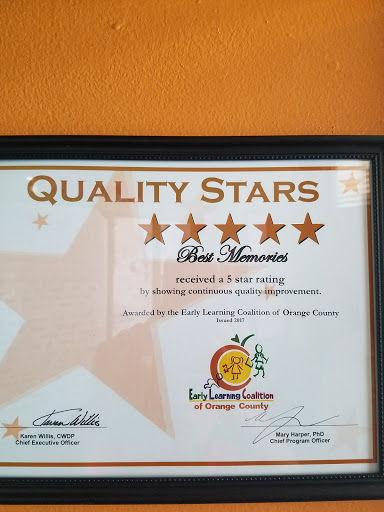 QUALITY STARS
Best Memories
received a 5 star rating
by showing continuous quality improvement.
Awarded by the Early Learning Coalition of Orange County
Issued 2017
Early Learning Coalition
of Orange County
Karen Willis
Karen Willis, CWDP
Chief Executive Officer
Mary Harper, PhD
Chief Program Officer